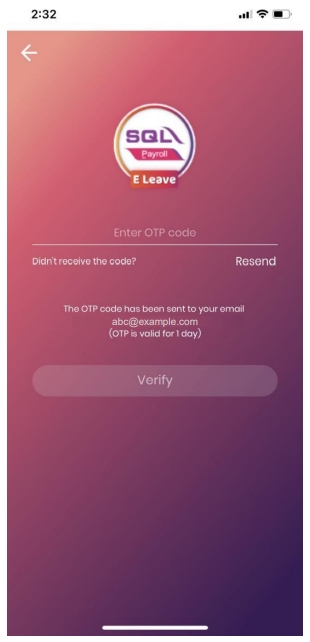 2:32
SQL
Payroll
E Leave
Enter OTP code
Didn't receive the code? Resend
The OTP code has been sent to your email
abc@example.com
(OTP is valid for 1 day)
Verify